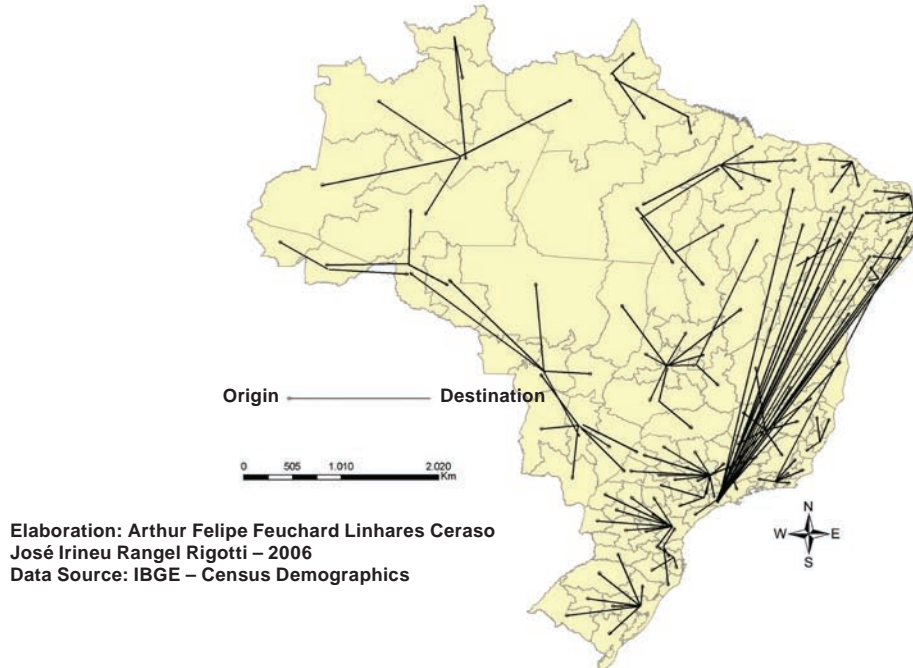 Origin Destination
0 505 1.010 2.020
Km
Elaboration: Arthur Felipe Feuchard Linhares Ceraso
José Irineu Rangel Rigotti – 2006
Data Source: IBGE – Census Demographics
N
W E
S